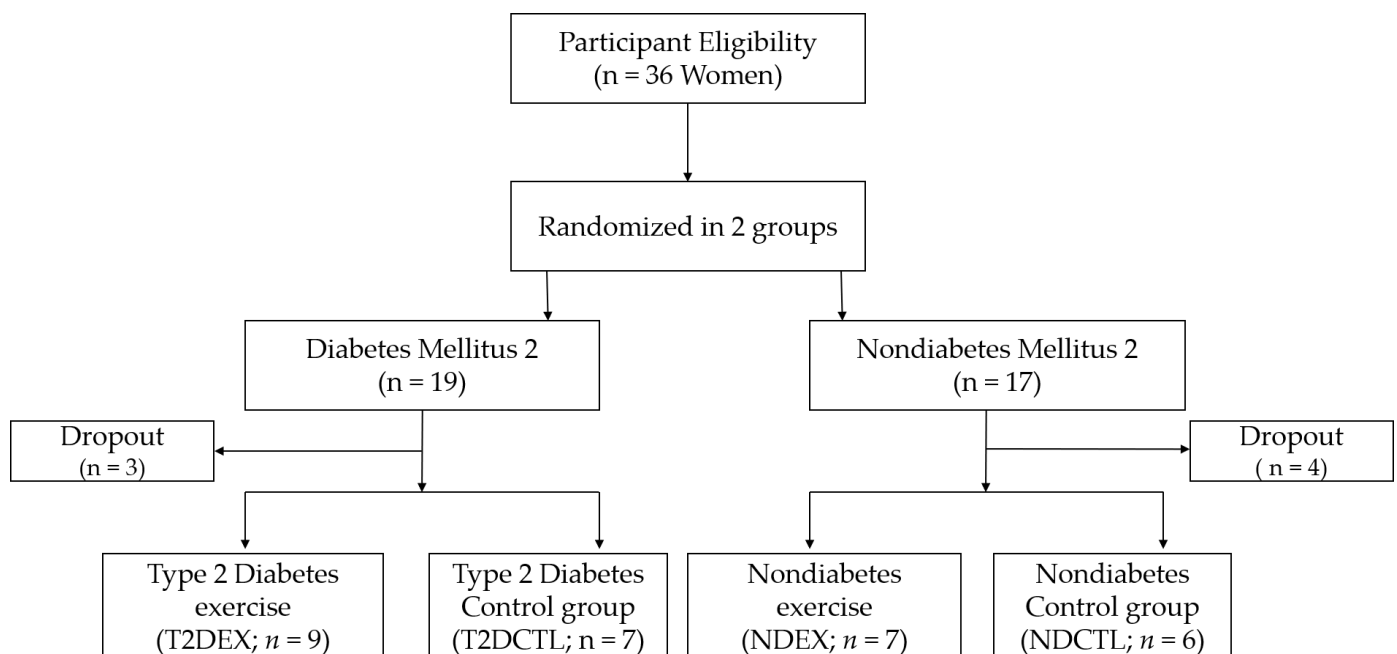 Participant Eligibility
(n = 36 Women)
Randomized in 2 groups
Diabetes Mellitus 2
(n = 19)
Nondiabetes Mellitus 2
(n = 17)
Dropout
(n = 3)
Dropout
( n = 4)
Type 2 Diabetes
exercise
(T2DEX; n = 9)
Type 2 Diabetes
Control group
(T2DCTL; n = 7)
Nondiabetes
exercise
(NDEX; n = 7)
Nondiabetes
Control group
(NDCTL; n = 6)